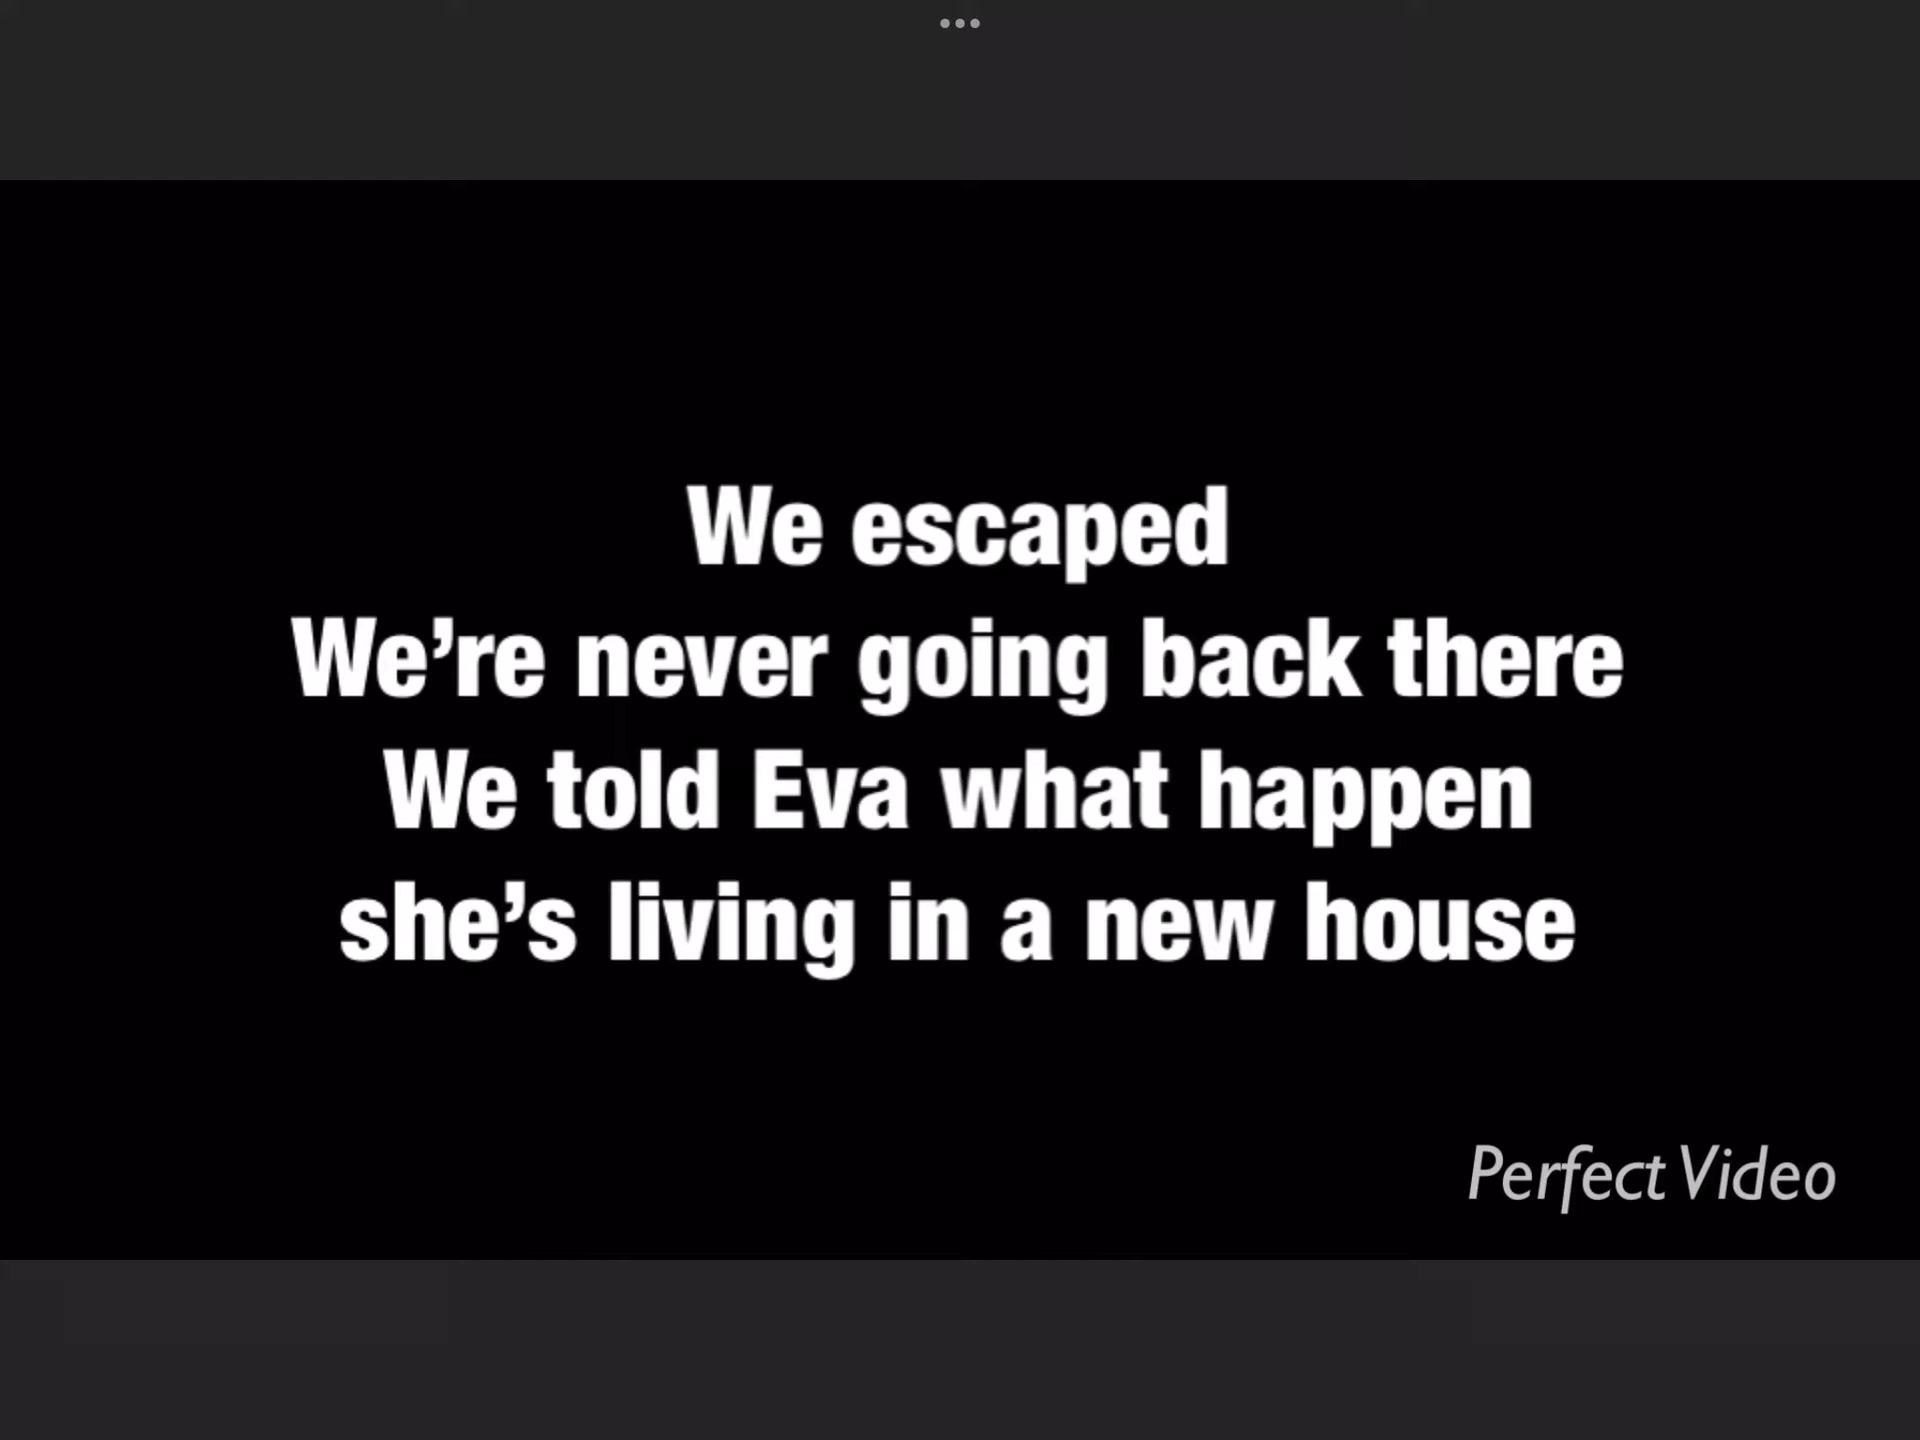 We escaped
We’re never going back there
We told Eva what happen
she’s living in a new house
Perfect Video